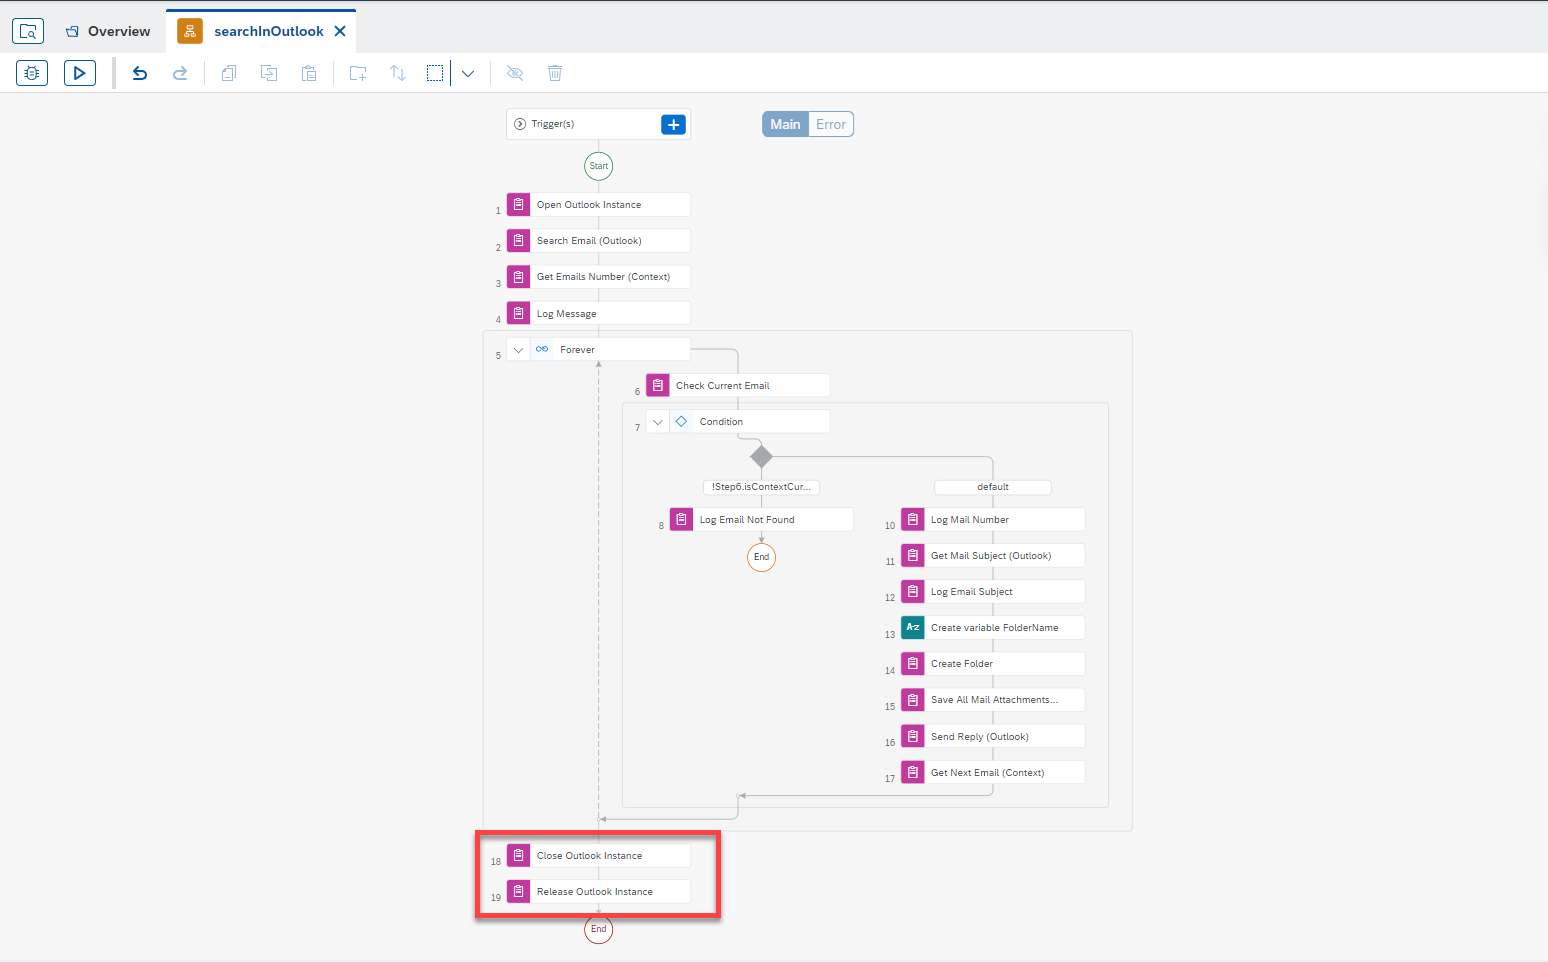 Overview
searchInOutlook
Trigger(s)
Main
Error
Start
1 Open Outlook Instance
2 Search Email (Outlook)
3 Get Emails Number (Context)
4 Log Message
5 Forever
6 Check Current Email
7 Condition
!Step6.isContextCur...
default
8 Log Email Not Found
End
10 Log Mail Number
11 Get Mail Subject (Outlook)
12 Log Email Subject
13 A-z Create variable FolderName
14 Create Folder
15 Save All Mail Attachments...
16 Send Reply (Outlook)
17 Get Next Email (Context)
18 Close Outlook Instance
19 Release Outlook Instance
End